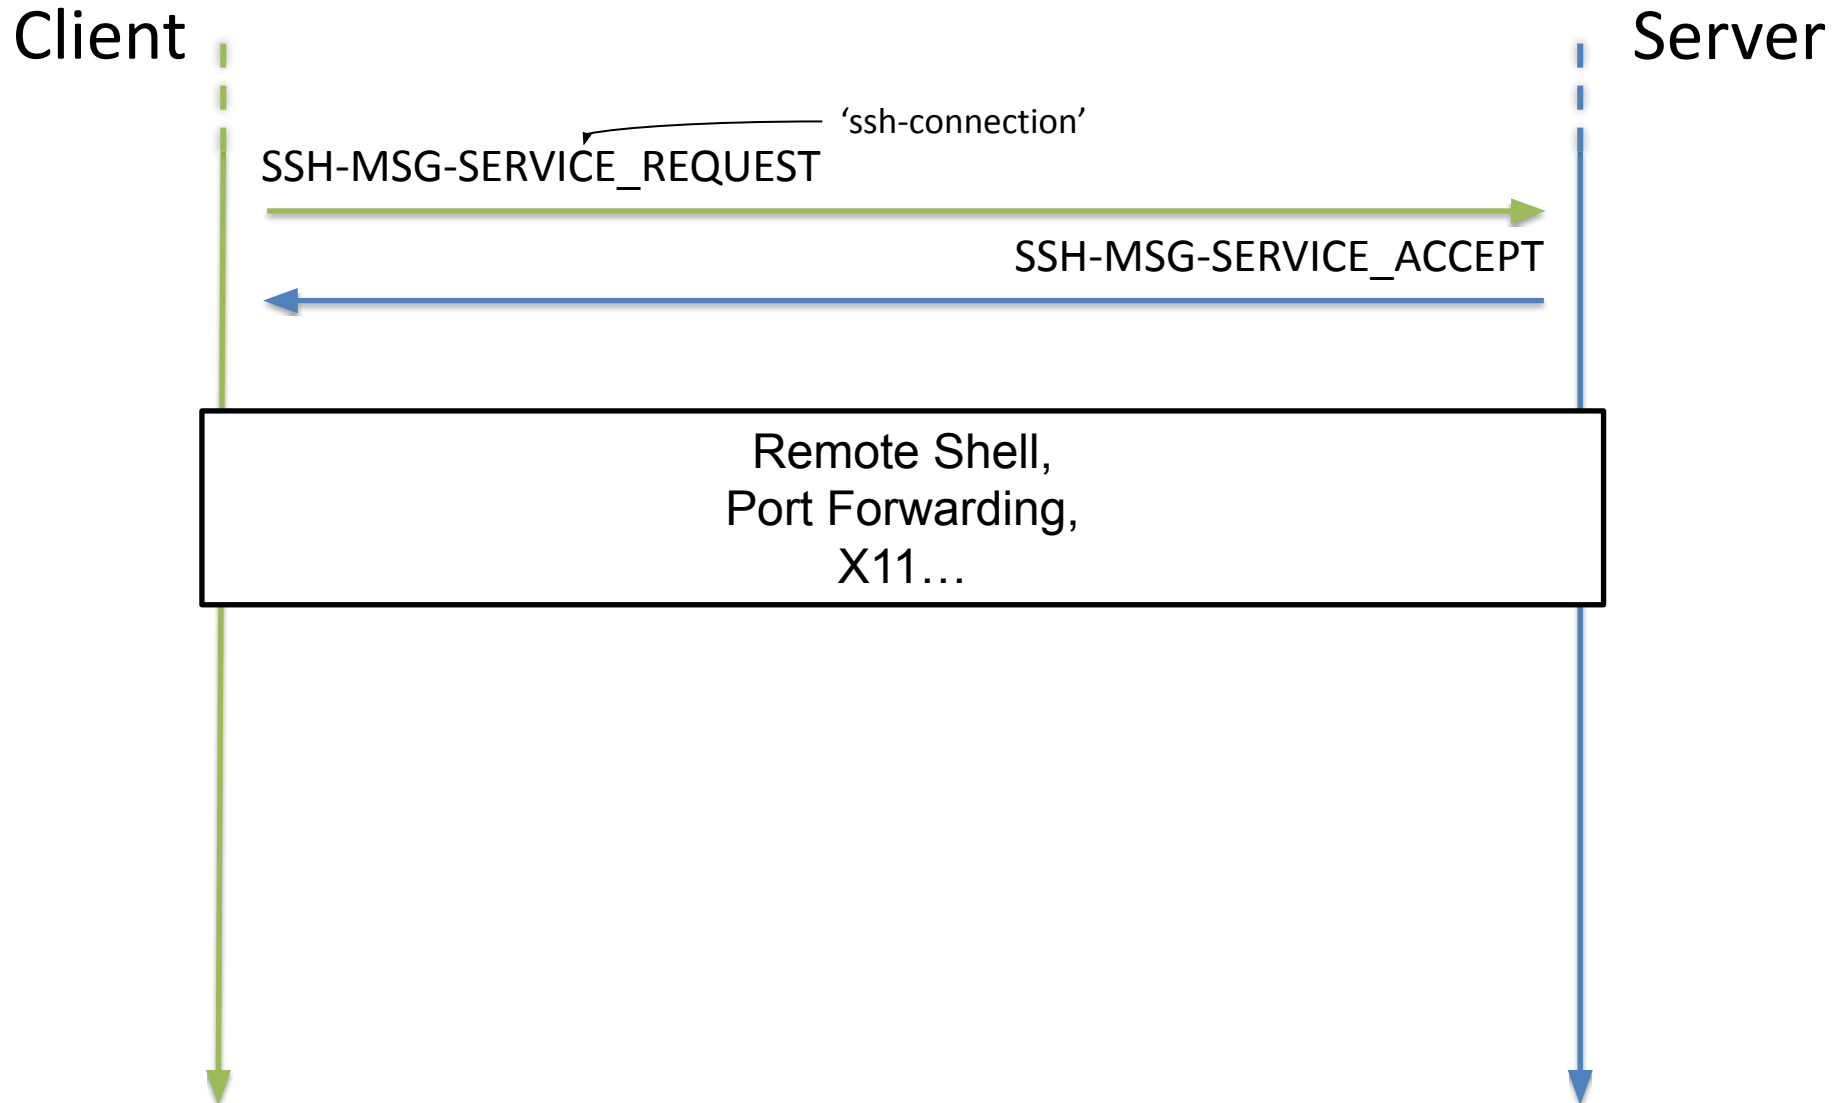 Client
Server
‘ssh-connection’
SSH-MSG-SERVICE_REQUEST
SSH-MSG-SERVICE_ACCEPT
Remote Shell,
Port Forwarding,
X11…